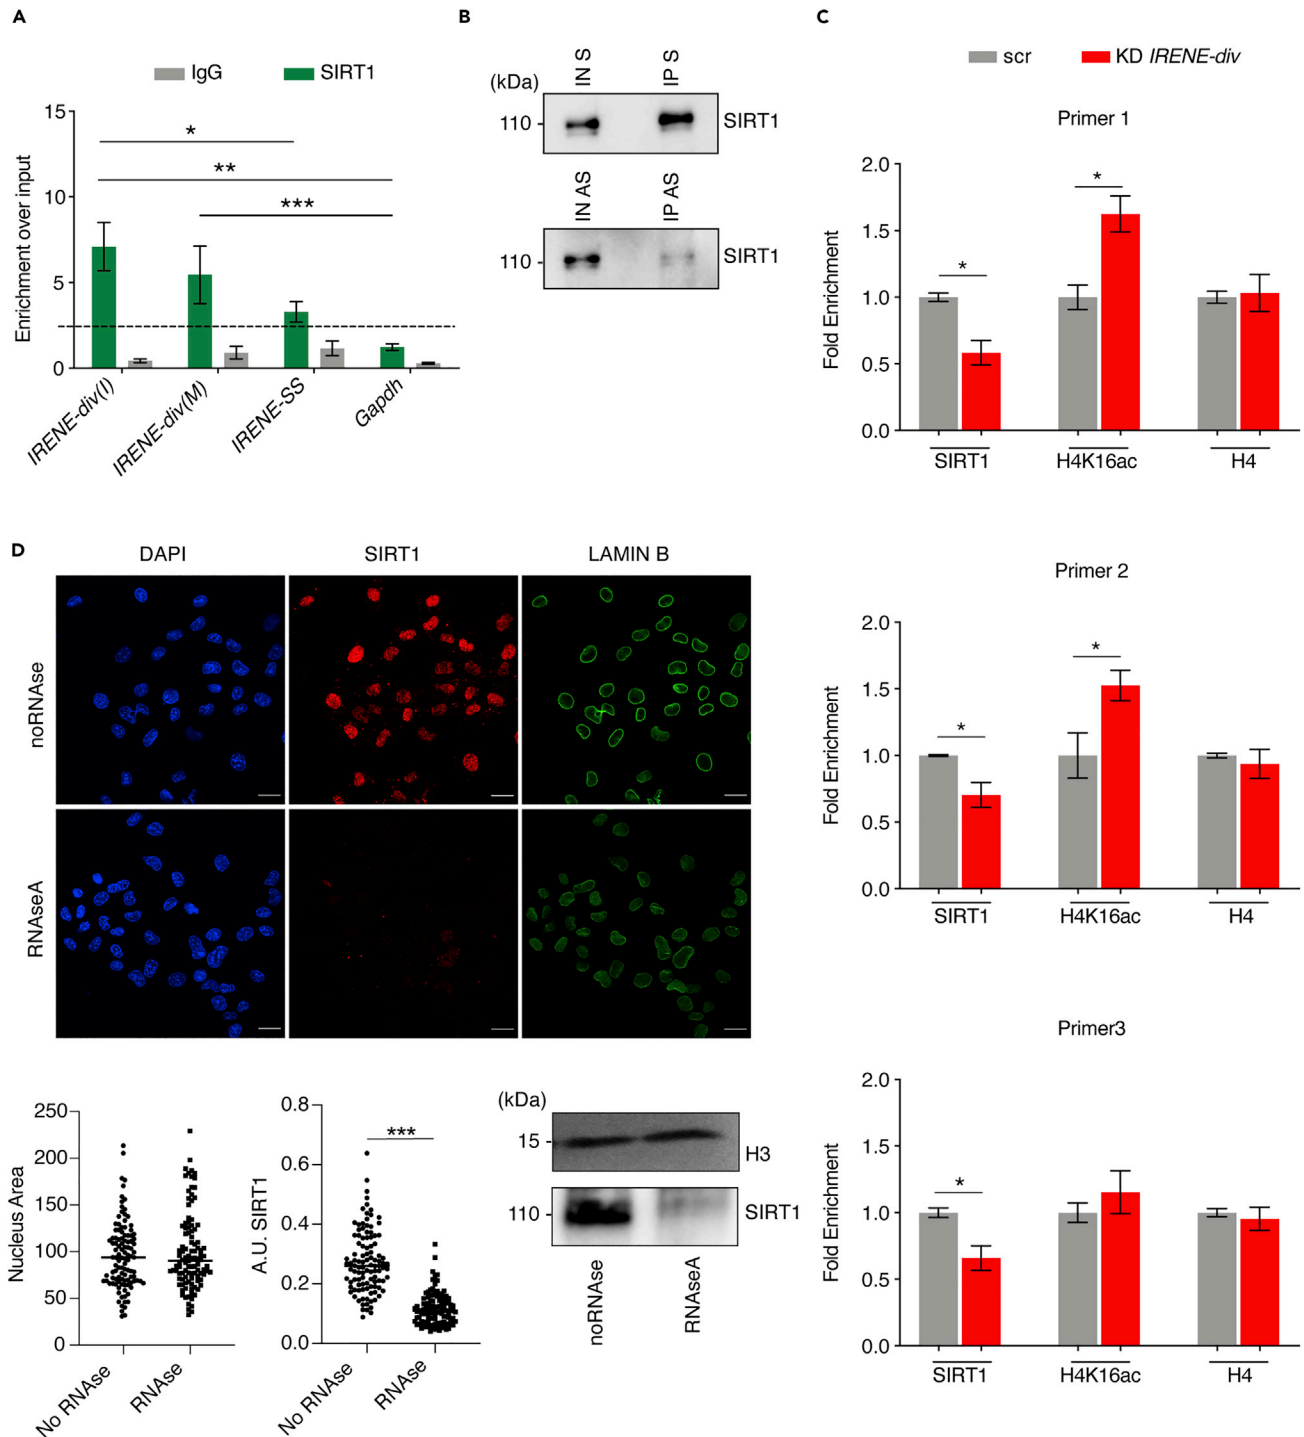 A
IgG SIRT1
Enrichment over input
15
10
5
0
*
**
***
IRENE-div(I) IRENE-div(M) IRENE-SS Gapdh
B
IN S IP S
(kDa)
110 SIRT1
IN AS IP AS
110 SIRT1
C
scr KD IRENE-div
Primer 1
Fold Enrichment
2.0
1.5
1.0
0.5
0.0
* *
SIRT1 H4K16ac H4
Primer 2
Fold Enrichment
2.0
1.5
1.0
0.5
0.0
* *
SIRT1 H4K16ac H4
Primer3
Fold Enrichment
2.0
1.5
1.0
0.5
0.0
*
SIRT1 H4K16ac H4
D
DAPI SIRT1 LAMIN B
noRNAse
RNAseA
Nucleus Area
250
200
150
100
50
0
No RNAse RNAse
A.U. SIRT1
0.8
0.6
0.4
0.2
0.0
***
No RNAse RNAse
(kDa)
15 H3
110 SIRT1
noRNAse RNAseA